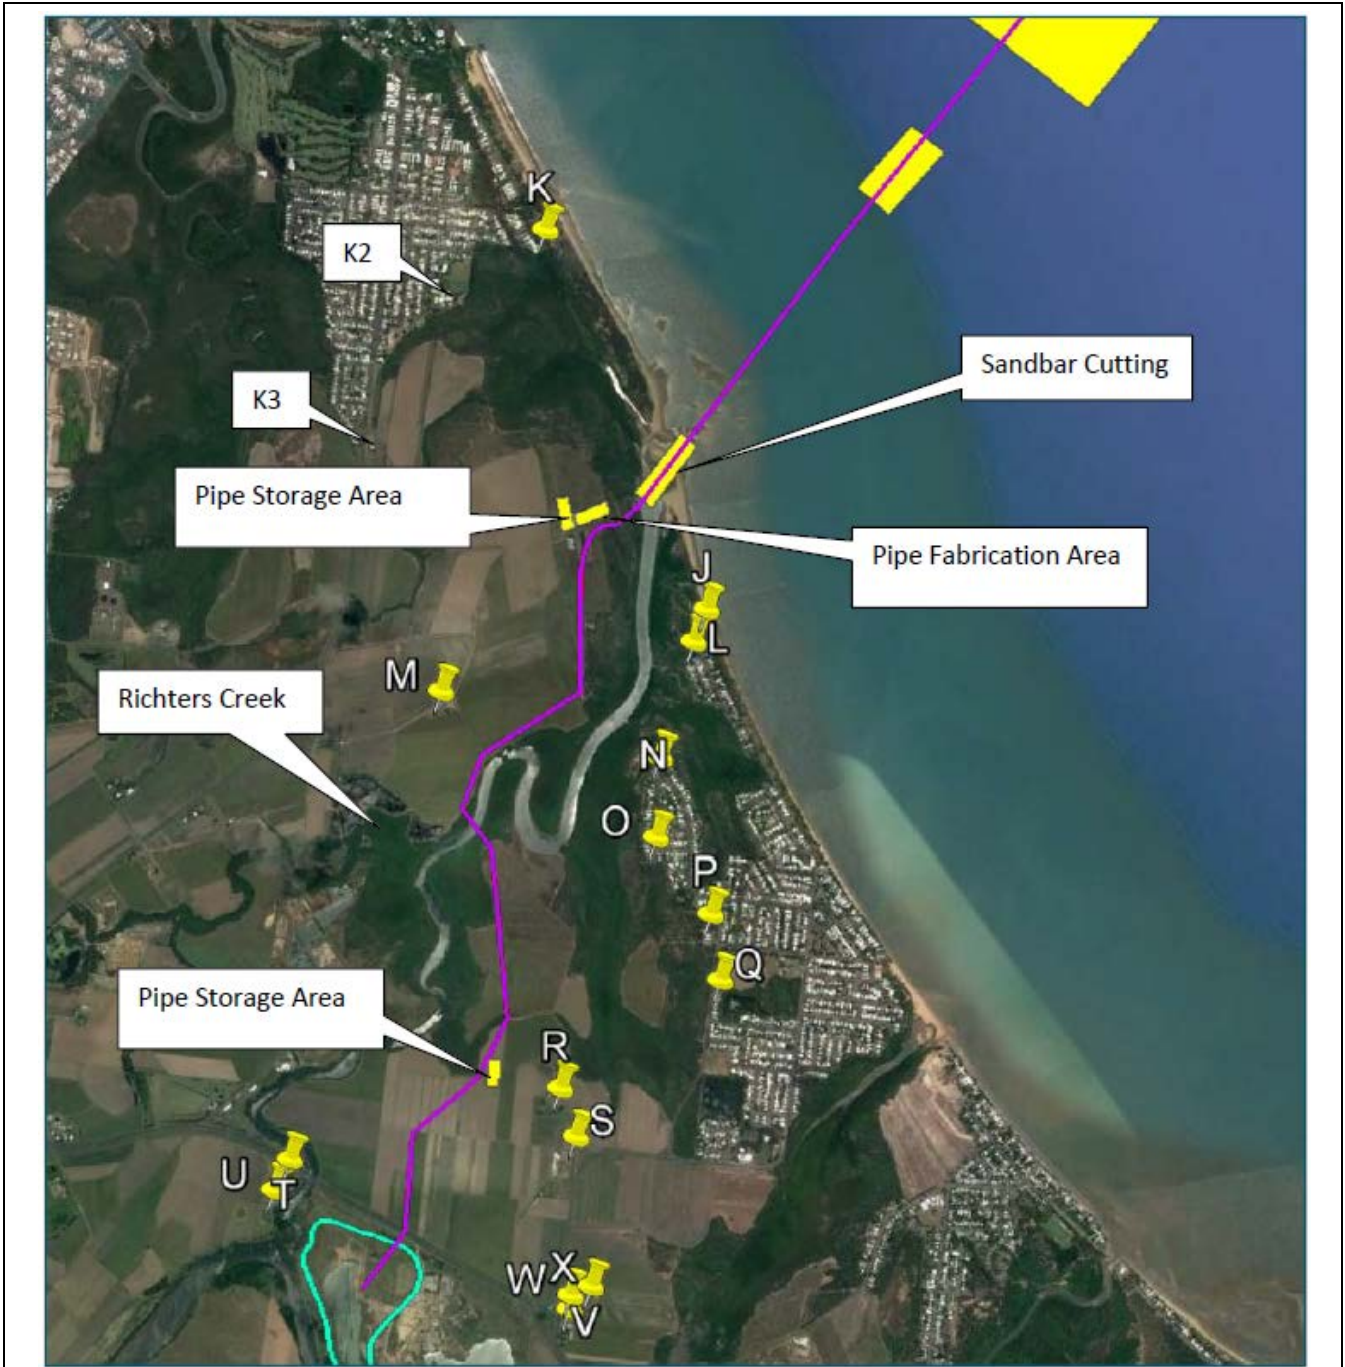 K
K2
Sandbar Cutting
K3
Pipe Storage Area
Pipe Fabrication Area
J
L
M
Richters Creek
N
O
P
Q
Pipe Storage Area
R
S
U
T
W
X
V